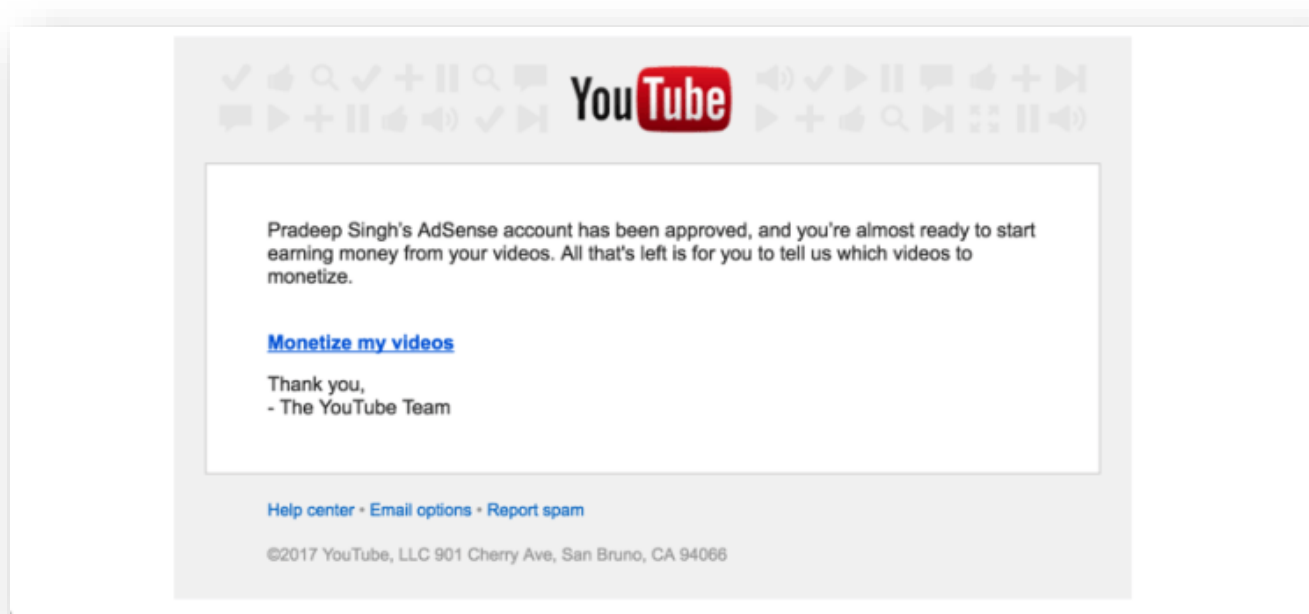 YouTube
Pradeep Singh's AdSense account has been approved, and you're almost ready to start
earning money from your videos. All that's left is for you to tell us which videos to
monetize.
Monetize my videos
Thank you,
- The YouTube Team
Help center • Email options • Report spam
©2017 YouTube, LLC 901 Cherry Ave, San Bruno, CA 94066